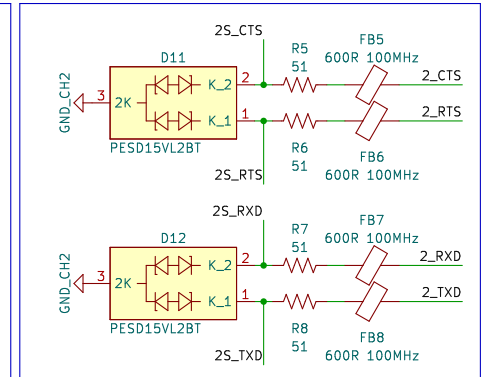 2S_CTS
D11
R5
51
FB5
600R 100MHz
2_CTS
GND_CH2
3
2K
K_2
2
K_1
1
2_RTS
PESD15VL2BT
R6
51
FB6
600R 100MHz
2S_RTS
2S_RXD
D12
R7
51
FB7
600R 100MHz
2_RXD
GND_CH2
3
2K
K_2
2
K_1
1
2_TXD
PESD15VL2BT
R8
51
FB8
600R 100MHz
2S_TXD